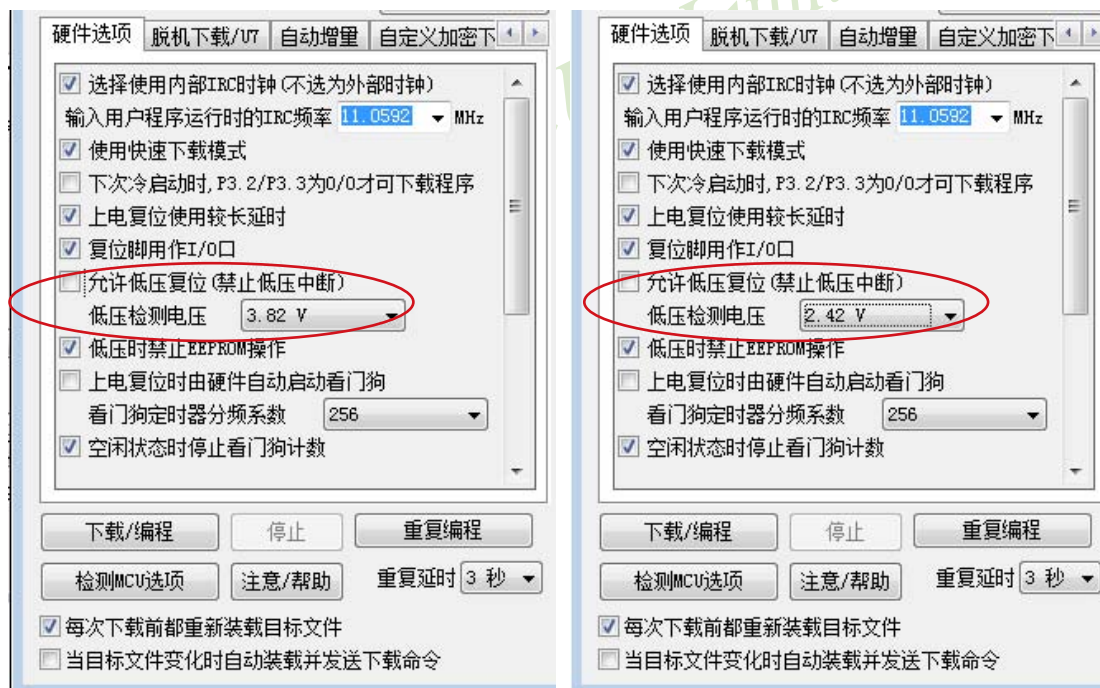 硬件选项 脱机下载/U7 自动增量 自定义加密下
选择使用内部IRC时钟(不选为外部时钟)
输入用户程序运行时的IRC频率 11.0592 MHz
使用快速下载模式
下次冷启动时,P3.2/P3.3为0/0才可下载程序
上电复位使用较长延时
复位脚用作I/O口
允许低压复位(禁止低压中断)
低压检测电压 3.82 V
低压时禁止EEPROM操作
上电复位时由硬件自动启动看门狗
看门狗定时器分频系数 256
空闲状态时停止看门狗计数
下载/编程 停止 重复编程
检测MCU选项 注意/帮助 重复延时 3 秒
每次下载前都重新装载目标文件
当目标文件变化时自动装载并发送下载命令
硬件选项 脱机下载/U7 自动增量 自定义加密下
选择使用内部IRC时钟(不选为外部时钟)
输入用户程序运行时的IRC频率 11.0592 MHz
使用快速下载模式
下次冷启动时,P3.2/P3.3为0/0才可下载程序
上电复位使用较长延时
复位脚用作I/O口
允许低压复位(禁止低压中断)
低压检测电压 2.42 V
低压时禁止EEPROM操作
上电复位时由硬件自动启动看门狗
看门狗定时器分频系数 256
空闲状态时停止看门狗计数
下载/编程 停止 重复编程
检测MCU选项 注意/帮助 重复延时 3 秒
每次下载前都重新装载目标文件
当目标文件变化时自动装载并发送下载命令